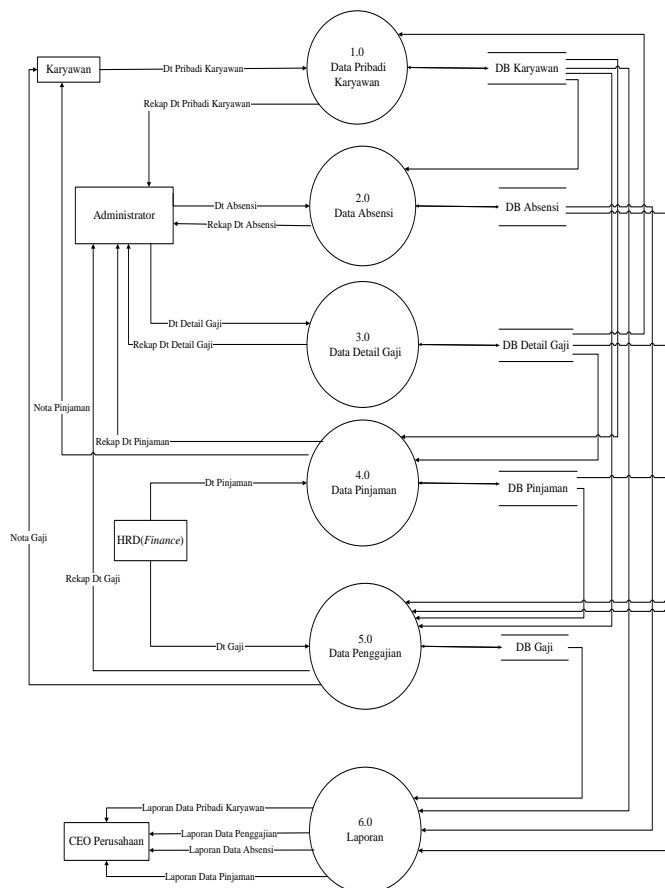 1.0
Data Pribadi
Karyawan
Karyawan
Dt Pribadi Karyawan
DB Karyawan
Rekap Dt Pribadi Karyawan
2.0
Data Absensi
Administrator
Dt Absensi
Rekap Dt Absensi
DB Absensi
3.0
Data Detail Gaji
Dt Detail Gaji
Rekap Dt Detail Gaji
DB Detail Gaji
Nota Pinjaman
Rekap Dt Pinjaman
4.0
Data Pinjaman
Dt Pinjaman
DB Pinjaman
HRD(Finance)
Nota Gaji
Rekap Dt Gaji
5.0
Data Penggajian
Dt Gaji
DB Gaji
6.0
Laporan
Laporan Data Pribadi Karyawan
CEO Perusahaan
Laporan Data Penggajian
Laporan Data Absensi
Laporan Data Pinjaman